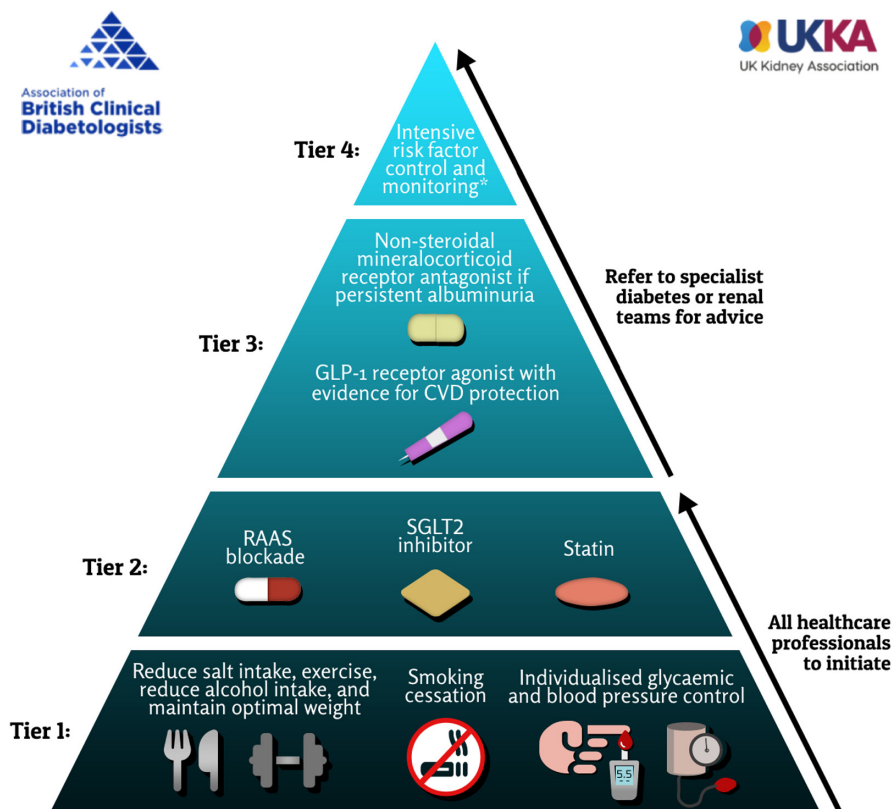 Association of
British Clinical
Diabetologists
UKKA
UK Kidney Association
Tier 4:
Intensive
risk factor
control and
monitoring*
Tier 3:
Non-steroidal
mineralocorticoid
receptor antagonist if
persistent albuminuria
GLP-1 receptor agonist with
evidence for CVD protection
Refer to specialist
diabetes or renal
teams for advice
Tier 2:
RAAS
blockade
SGLT2
inhibitor
Statin
All healthcare
professionals
to initiate
Tier 1:
Reduce salt intake, exercise,
reduce alcohol intake, and
maintain optimal weight
Smoking
cessation
Individualised glycaemic
and blood pressure control
5.5